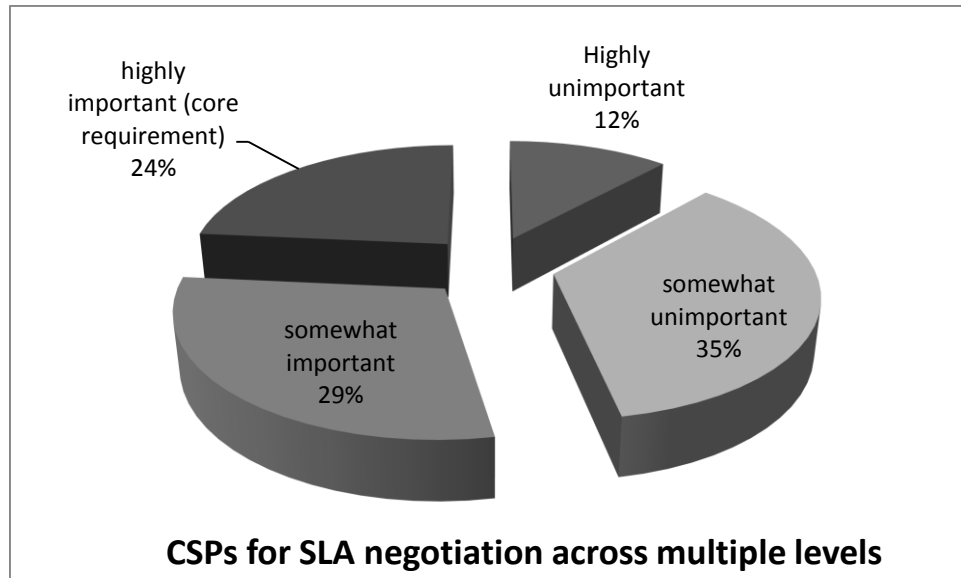 highly
important (core
requirement)
24%
Highly
unimportant
12%
somewhat
unimportant
35%
somewhat
important
29%
CSPs for SLA negotiation across multiple levels